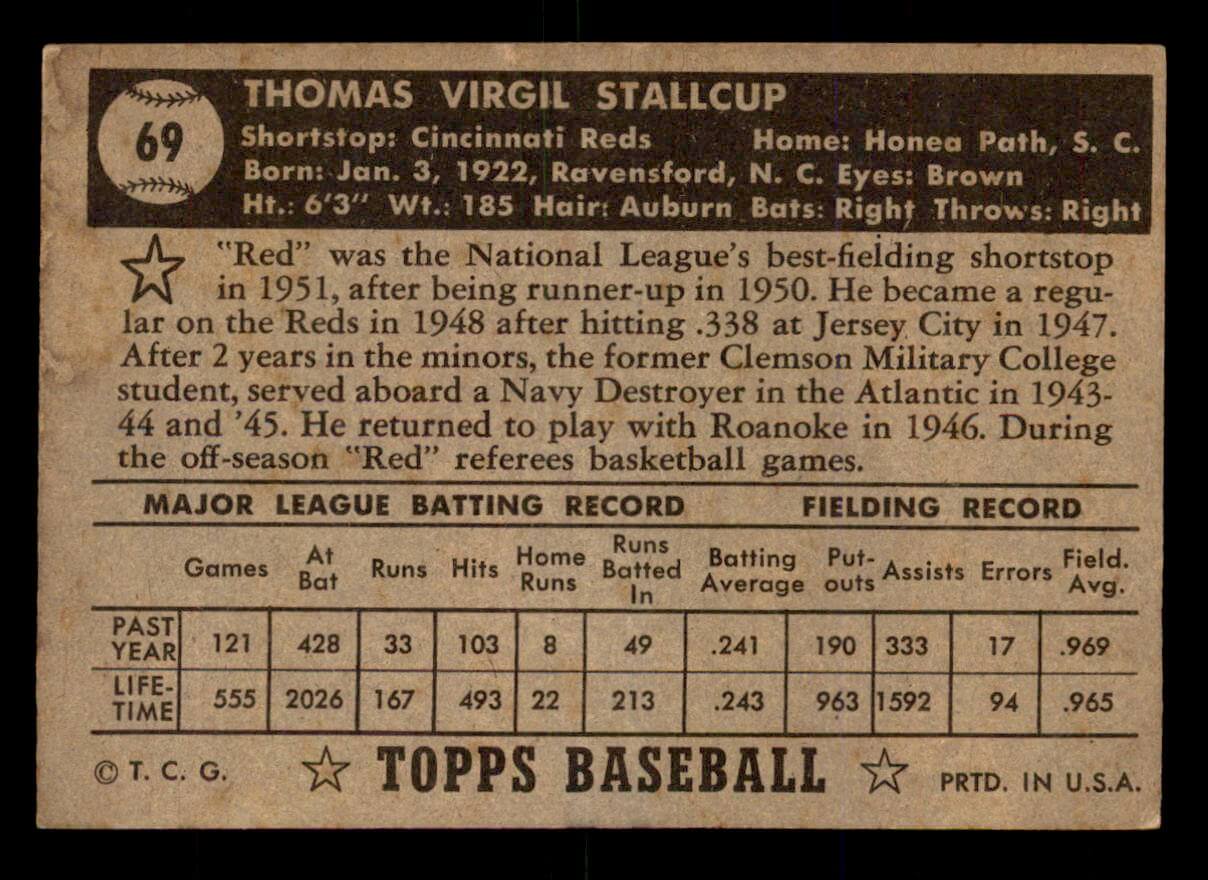 69
THOMAS VIRGIL STALLCUP
Shortstop: Cincinnati Reds Home: Honea Path, S. C.
Born: Jan. 3, 1922, Ravensford, N. C. Eyes: Brown
Ht.: 6'3" Wt.: 185 Hair: Auburn Bats: Right Throws: Right
"Red" was the National League's best-fielding shortstop
in 1951, after being runner-up in 1950. He became a regu-
lar on the Reds in 1948 after hitting .338 at Jersey City in 1947.
After 2 years in the minors, the former Clemson Military College
student, served aboard a Navy Destroyer in the Atlantic in 1943-
44 and '45. He returned to play with Roanoke in 1946. During
the off-season "Red" referees basketball games.
MAJOR LEAGUE BATTING RECORD FIELDING RECORD
Games At Bat Runs Hits Home Runs Runs Batted In Batting Average Put-outs Assists Errors Field. Avg.
PAST YEAR 121 428 33 103 8 49 .241 190 333 17 .969
LIFE-TIME 555 2026 167 493 22 213 .243 963 1592 94 .965
© T. C. G. TOPPS BASEBALL PRTD. IN U.S.A.